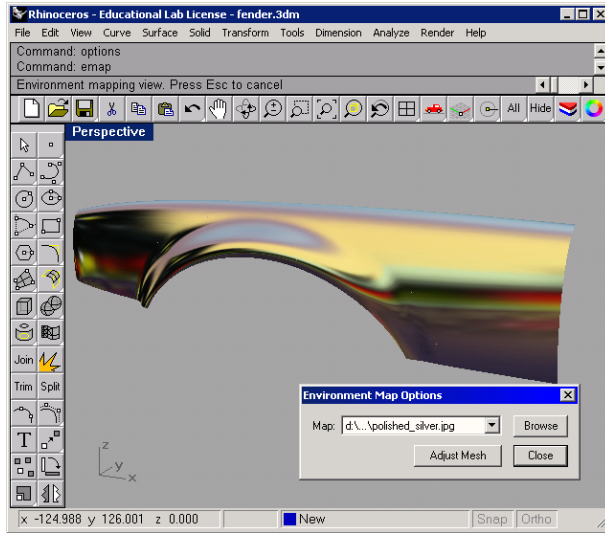 Rhinoceros - Educational Lab License - fender.3dm
File Edit View Curve Surface Solid Transform Tools Dimension Analyze Render Help
Command: options
Command: emap
Environment mapping view. Press Esc to cancel
All Hide
Perspective
Join
Trim Split
T
Environment Map Options
Map: d:\...\polished_silver.jpg Browse
Adjust Mesh Close
z
y
x
x -124.988 y 126.001 z 0.000 New Snap Ortho